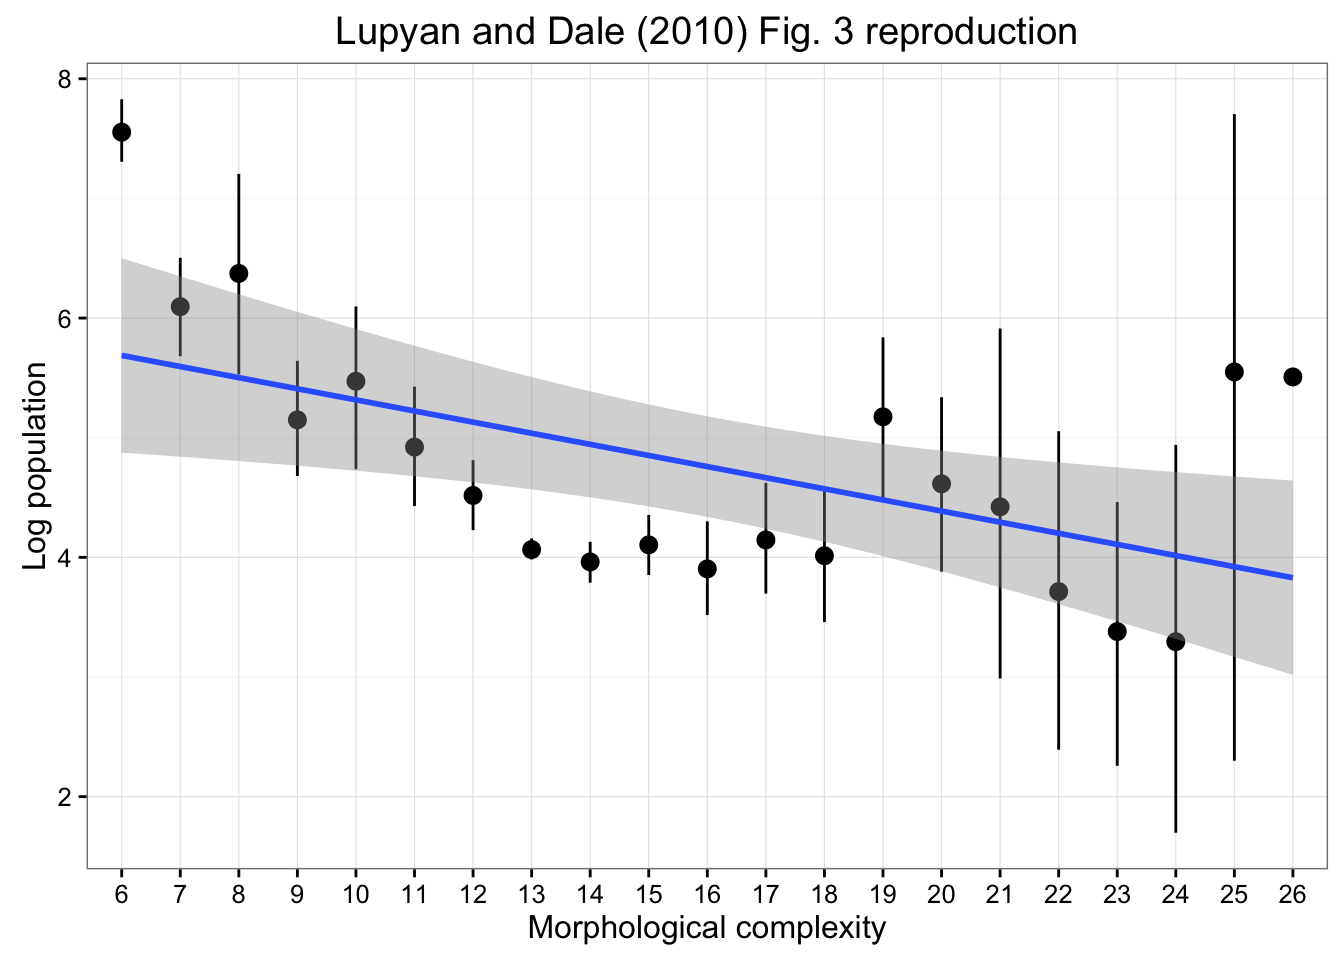 Lupyan and Dale (2010) Fig. 3 reproduction
8
6
4
2
Log population
6 7 8 9 10 11 12 13 14 15 16 17 18 19 20 21 22 23 24 25 26
Morphological complexity